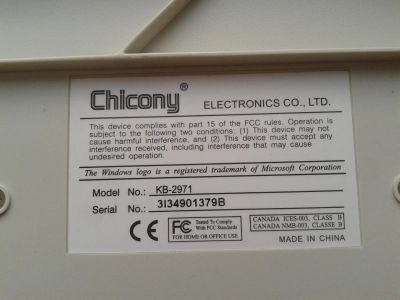 Chicony® ELECTRONICS CO., LTD.
This device complies with part 15 of the FCC rules. Operation is
subject to the following two conditions: (1) This device may not
cause harmful interference, and (2) This device must accept any
interference received, including interference that may cause
undesired operation.
The Windows logo is a registered trademark of Microsoft Corporation
Model No.: KB-2971
Serial No.: 3I34901379B
CE FC Tested To Comply
With FCC Standards
FOR HOME OR OFFICE USE
CANADA ICES-003, CLASS B
CANADA NMB-003, CLASSE B
MADE IN CHINA